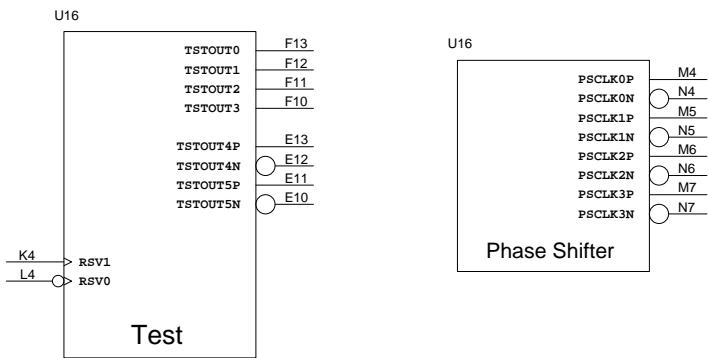 U16
TSTOUT0 F13
TSTOUT1 F12
TSTOUT2 F11
TSTOUT3 F10
TSTOUT4P E13
TSTOUT4N E12
TSTOUT5P E11
TSTOUT5N E10
K4 RSV1
L4 RSV0
Test
U16
PSCLK0P M4
PSCLK0N N4
PSCLK1P M5
PSCLK1N N5
PSCLK2P M6
PSCLK2N N6
PSCLK3P M7
PSCLK3N N7
Phase Shifter